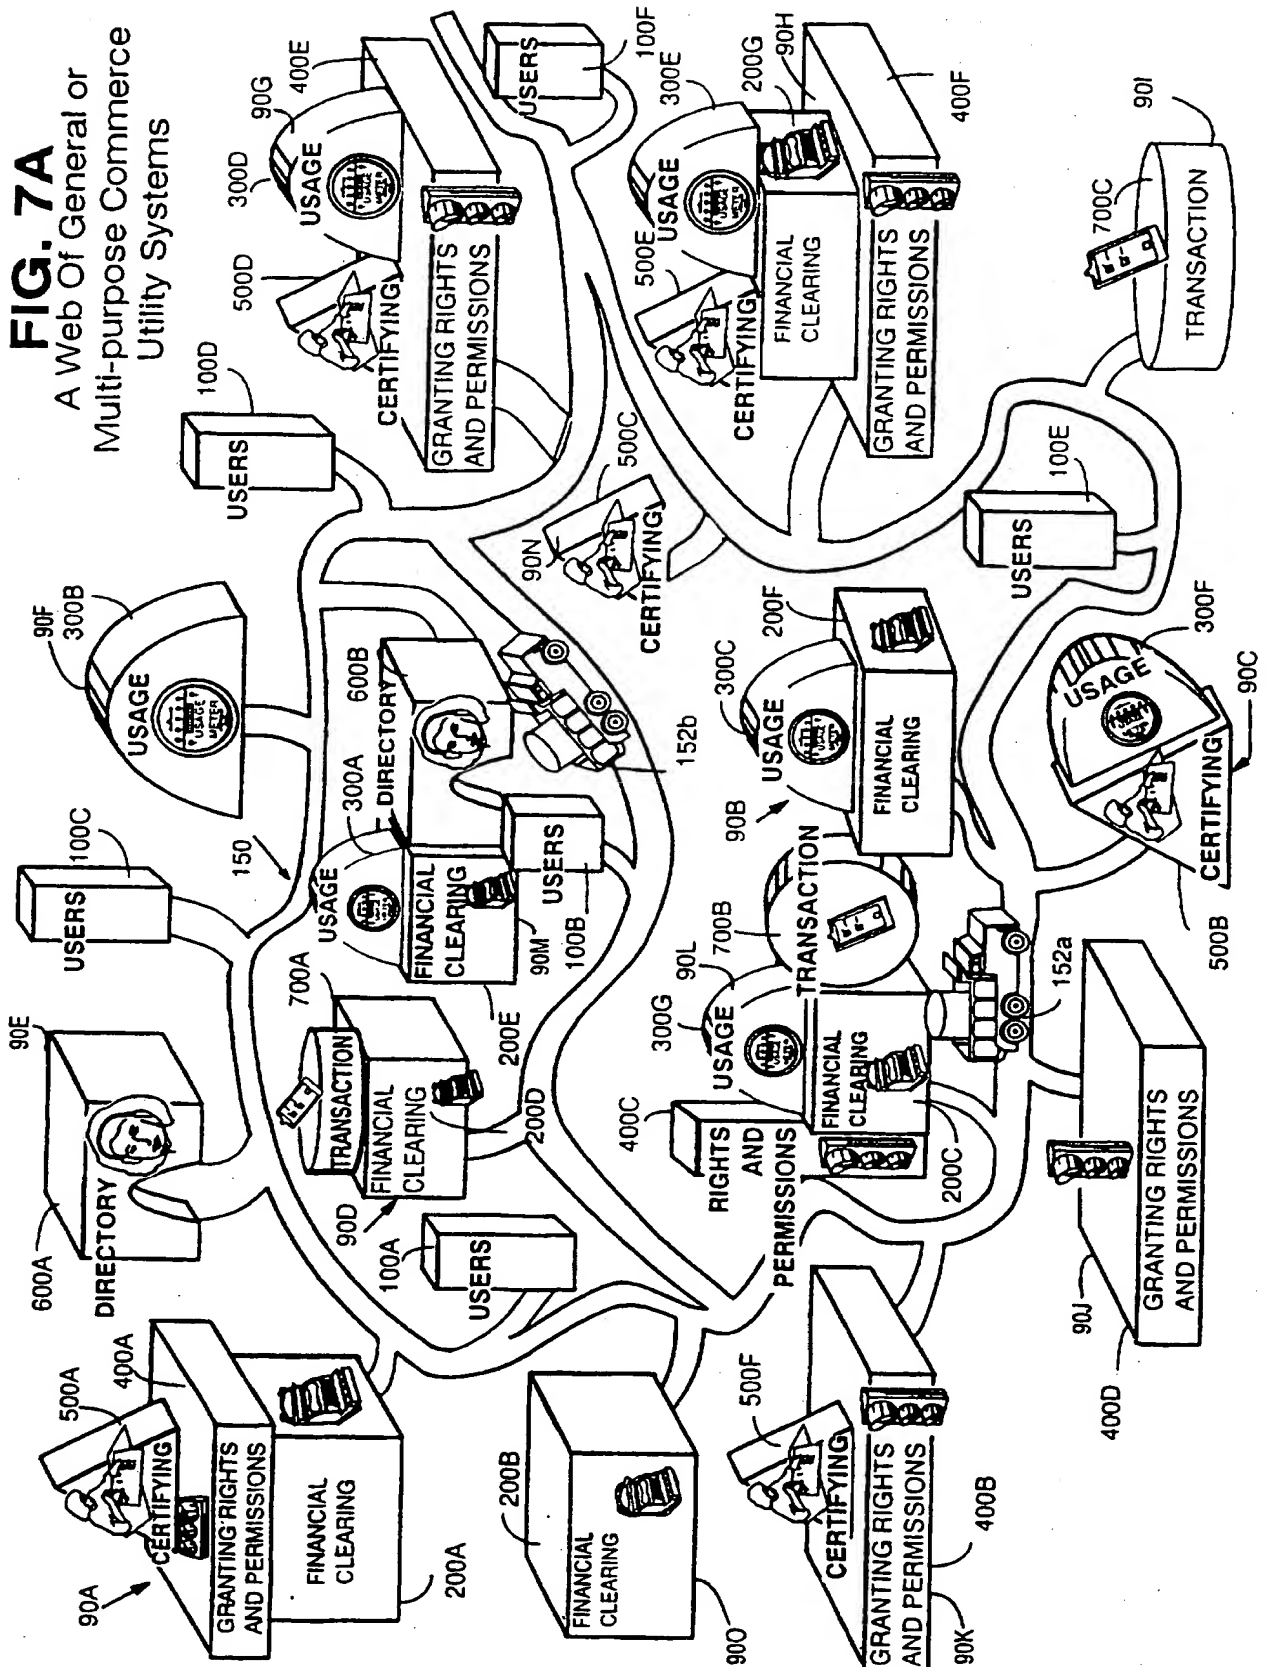 FIG. 7A
A Web Of General or
Multi-purpose Commerce
Utility Systems
500A
400A
90A
CERTIFYING
GRANTING RIGHTS
AND PERMISSIONS
FINANCIAL
CLEARING
200A
600A
DIRECTORY
90E
USERS
100C
150
90F
300B
USAGE
USAGE
METER
USERS
100D
500D
300D
90G
400E
USAGE
USAGE
METER
CERTIFYING
GRANTING RIGHTS
AND PERMISSIONS
USERS
100F
100A
USERS
90D
700A
TRANSACTION
FINANCIAL
CLEARING
200D
300A
USAGE
FINANCIAL
CLEARING
90M
200E
DIRECTORY
600B
USERS
100B
152b
90N
500C
CERTIFYING
500E
USAGE
300E
USAGE
METER
200G
90H
CERTIFYING
FINANCIAL
CLEARING
GRANTING RIGHTS
AND PERMISSIONS
400F
200B
FINANCIAL
CLEARING
90O
400C
RIGHTS
AND
PERMISSIONS
300G
90L
USAGE
FINANCIAL
CLEARING
200C
700B
TRANSACTION
152a
90B
USAGE
300C
200F
FINANCIAL
CLEARING
USERS
100E
700C
90I
TRANSACTION
500F
CERTIFYING
GRANTING RIGHTS
AND PERMISSIONS
400B
90K
90J
GRANTING RIGHTS
AND PERMISSIONS
400D
USAGE
300F
CERTIFYING
500B
90C